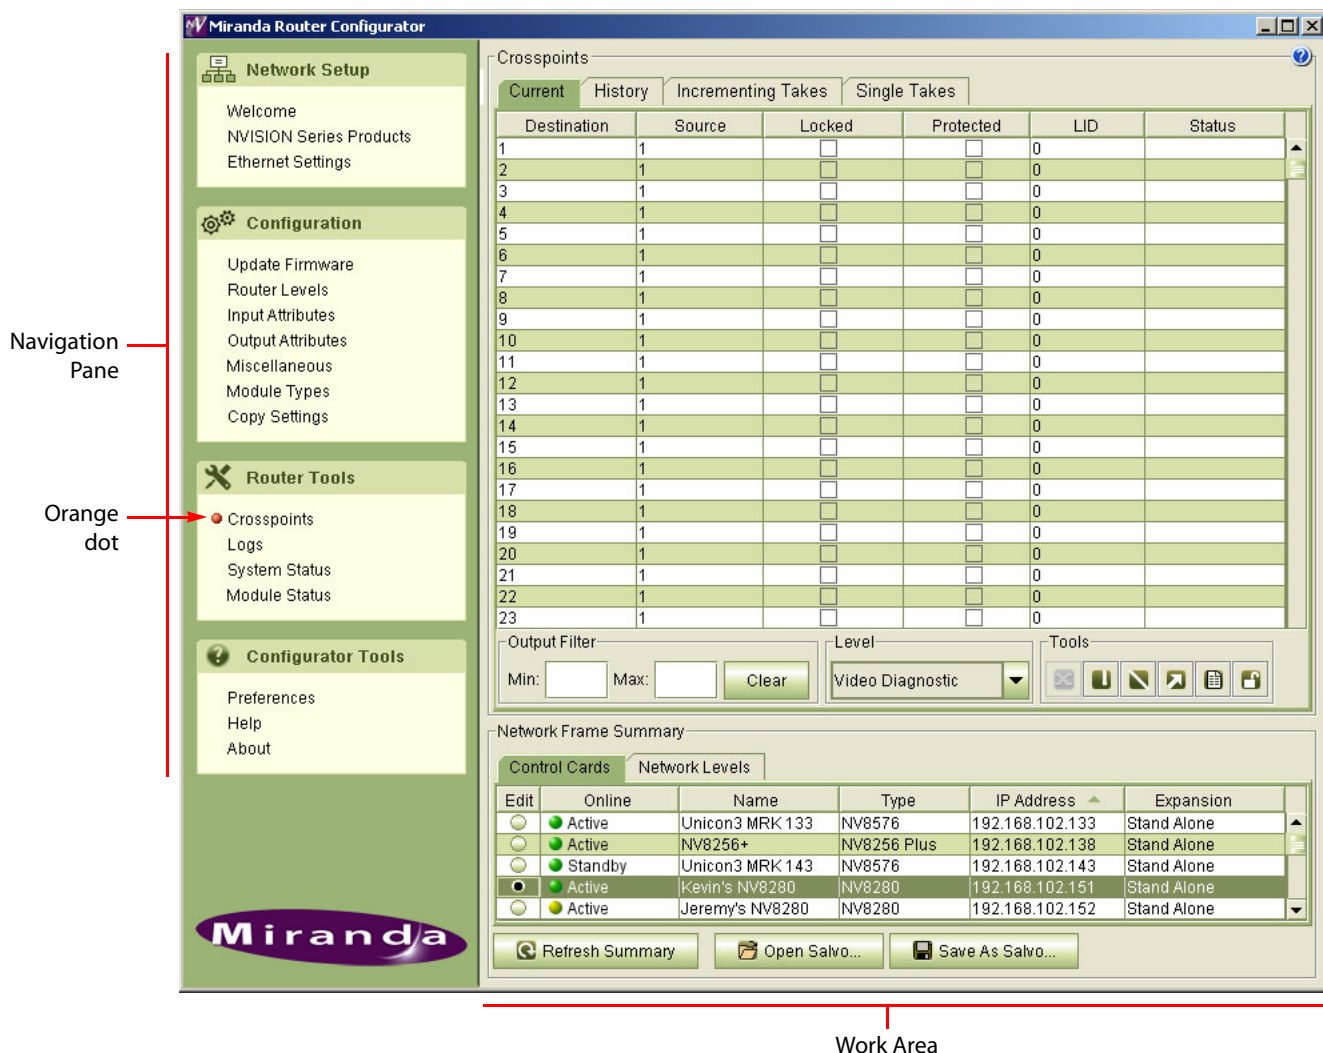 Miranda Router Configurator
Network Setup
Welcome
NVISION Series Products
Ethernet Settings
Configuration
Update Firmware
Router Levels
Input Attributes
Output Attributes
Miscellaneous
Module Types
Copy Settings
Router Tools
Crosspoints
Logs
System Status
Module Status
Configurator Tools
Preferences
Help
About
Miranda
Navigation
Pane
Orange
dot
Crosspoints
Current History Incrementing Takes Single Takes
Destination Source Locked Protected LID Status
1 1 0
2 1 0
3 1 0
4 1 0
5 1 0
6 1 0
7 1 0
8 1 0
9 1 0
10 1 0
11 1 0
12 1 0
13 1 0
14 1 0
15 1 0
16 1 0
17 1 0
18 1 0
19 1 0
20 1 0
21 1 0
22 1 0
23 1 0
Output Filter Level Tools
Min: Max: Clear Video Diagnostic
Network Frame Summary
Control Cards Network Levels
Edit Online Name Type IP Address Expansion
Active Unicon3 MRK 133 NV8576 192.168.102.133 Stand Alone
Active NV8256+ NV8256 Plus 192.168.102.138 Stand Alone
Standby Unicon3 MRK 143 NV8576 192.168.102.143 Stand Alone
Active Kevin's NV8280 NV8280 192.168.102.151 Stand Alone
Active Jeremy's NV8280 NV8280 192.168.102.152 Stand Alone
Refresh Summary Open Salvo... Save As Salvo...
Work Area